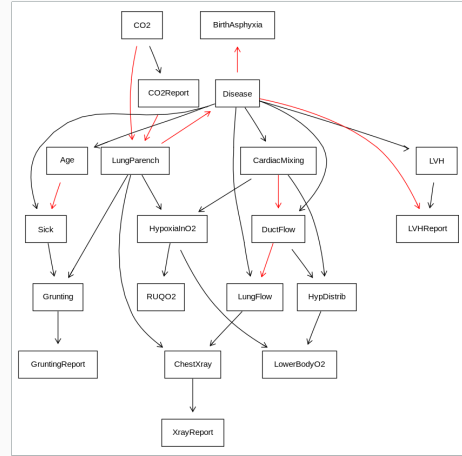 CO2
BirthAsphyxia
CO2Report
Disease
Age
LungParench
CardiacMixing
LVH
Sick
HypoxiaInO2
DuctFlow
LVHReport
Grunting
RUQO2
LungFlow
HypDistrib
GruntingReport
ChestXray
LowerBodyO2
XrayReport